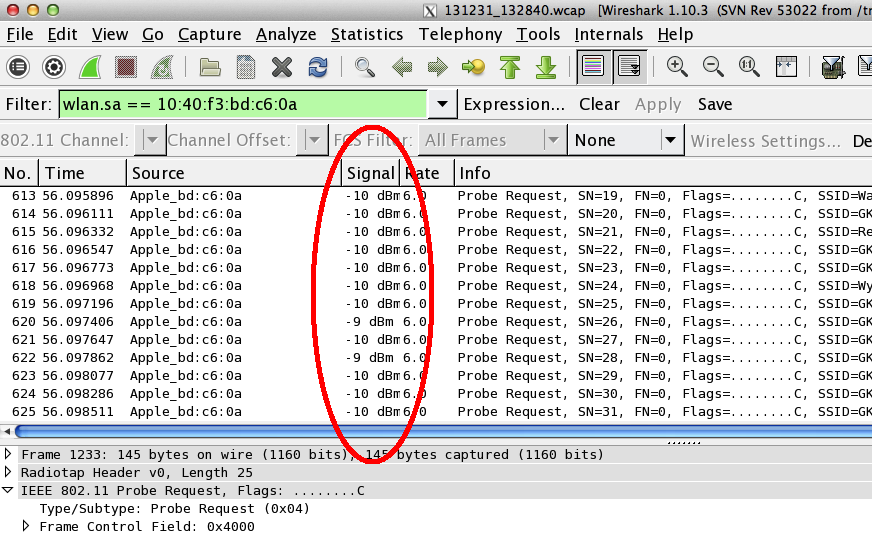 131231_132840.wcap [Wireshark 1.10.3 (SVN Rev 53022 from /tr
File Edit View Go Capture Analyze Statistics Telephony Tools Internals Help
Filter: wlan.sa == 10:40:f3:bd:c6:0a Expression... Clear Apply Save
802.11 Channel: Channel Offset: FCS Filter: All Frames None Wireless Settings... De
No. Time Source Signal Rate Info
613 56.095896 Apple_bd:c6:0a -10 dBm 6.0 Probe Request, SN=19, FN=0, Flags=........C, SSID=Wa
614 56.096111 Apple_bd:c6:0a -10 dBm 6.0 Probe Request, SN=20, FN=0, Flags=........C, SSID=GK
615 56.096332 Apple_bd:c6:0a -10 dBm 6.0 Probe Request, SN=21, FN=0, Flags=........C, SSID=Re
616 56.096547 Apple_bd:c6:0a -10 dBm 6.0 Probe Request, SN=22, FN=0, Flags=........C, SSID=GK
617 56.096773 Apple_bd:c6:0a -10 dBm 6.0 Probe Request, SN=23, FN=0, Flags=........C, SSID=GK
618 56.096968 Apple_bd:c6:0a -10 dBm 6.0 Probe Request, SN=24, FN=0, Flags=........C, SSID=Wy
619 56.097196 Apple_bd:c6:0a -10 dBm 6.0 Probe Request, SN=25, FN=0, Flags=........C, SSID=GK
620 56.097406 Apple_bd:c6:0a -9 dBm 6.0 Probe Request, SN=26, FN=0, Flags=........C, SSID=GK
621 56.097647 Apple_bd:c6:0a -10 dBm 6.0 Probe Request, SN=27, FN=0, Flags=........C, SSID=GK
622 56.097862 Apple_bd:c6:0a -9 dBm 6.0 Probe Request, SN=28, FN=0, Flags=........C, SSID=GK
623 56.098077 Apple_bd:c6:0a -10 dBm 6.0 Probe Request, SN=29, FN=0, Flags=........C, SSID=GK
624 56.098286 Apple_bd:c6:0a -10 dBm 6.0 Probe Request, SN=30, FN=0, Flags=........C, SSID=GK
625 56.098511 Apple_bd:c6:0a -10 dBm 6.0 Probe Request, SN=31, FN=0, Flags=........C, SSID=GK
Frame 1233: 145 bytes on wire (1160 bits), 145 bytes captured (1160 bits)
Radiotap Header v0, Length 25
IEEE 802.11 Probe Request, Flags: ........C
Type/Subtype: Probe Request (0x04)
Frame Control Field: 0x4000